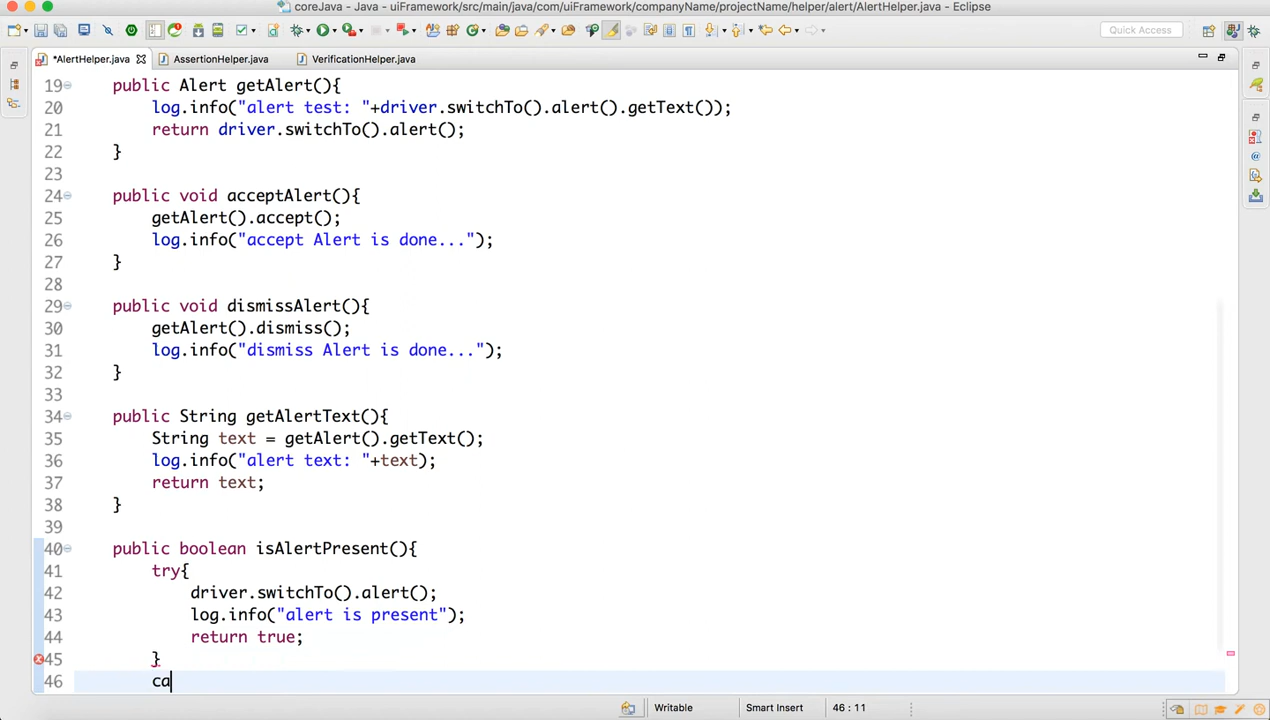 coreJava - Java - uiFramework/src/main/java/com/uiFramework/companyName/projectName/helper/alert/AlertHelper.java - Eclipse
Quick Access
*AlertHelper.java AssertionHelper.java VerificationHelper.java
19 public Alert getAlert(){
20 log.info("alert test: "+driver.switchTo().alert().getText());
21 return driver.switchTo().alert();
22 }
23
24 public void acceptAlert(){
25 getAlert().accept();
26 log.info("accept Alert is done...");
27 }
28
29 public void dismissAlert(){
30 getAlert().dismiss();
31 log.info("dismiss Alert is done...");
32 }
33
34 public String getAlertText(){
35 String text = getAlert().getText();
36 log.info("alert text: "+text);
37 return text;
38 }
39
40 public boolean isAlertPresent(){
41 try{
42 driver.switchTo().alert();
43 log.info("alert is present");
44 return true;
45 }
46 ca
Writable Smart Insert 46 : 11